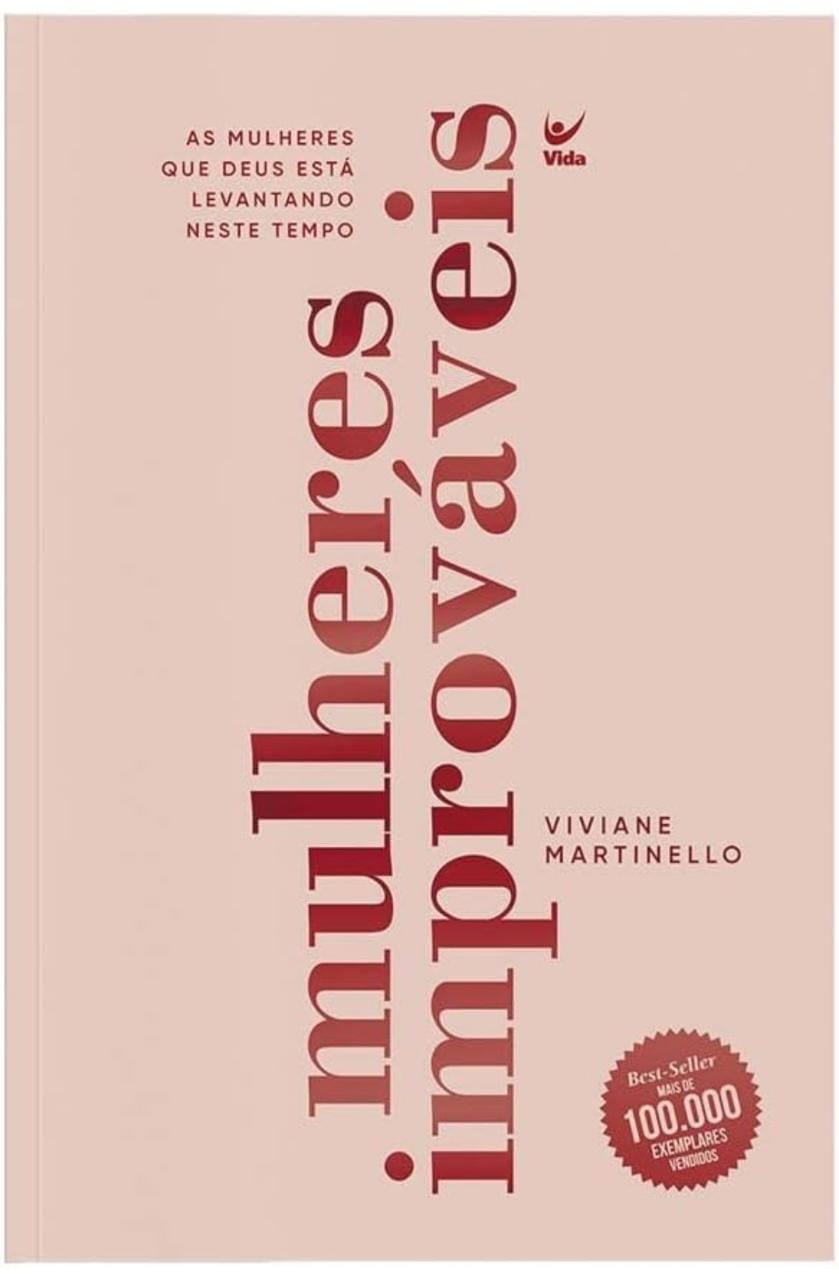 AS MULHERES
QUE DEUS ESTÁ
LEVANTANDO
NESTE TEMPO
Vida
mulheres
improváveis
VIVIANE
MARTINELLO
Best-Seller
MAIS DE
100.000
EXEMPLARES
VENDIDOS